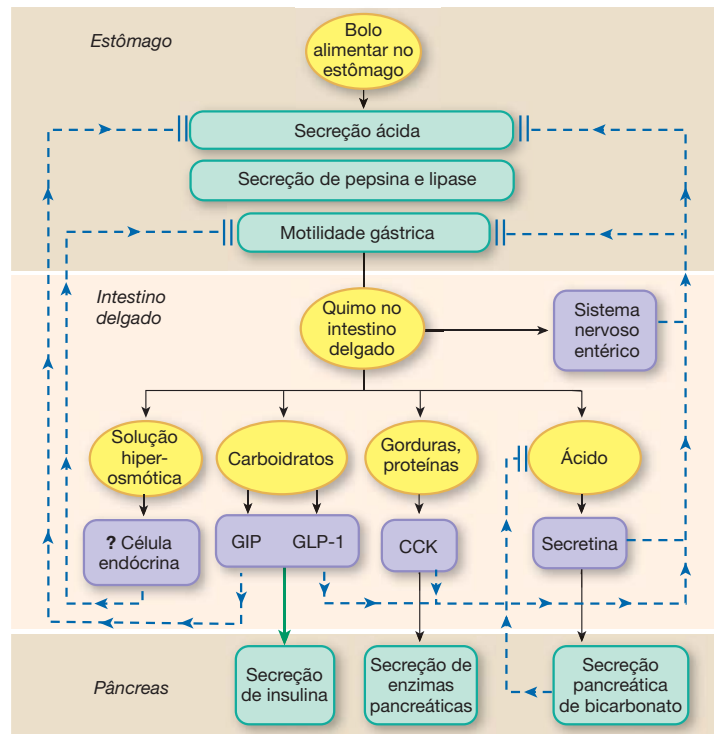 Estômago
Bolo
alimentar no
estômago
Secreção ácida
Secreção de pepsina e lipase
Motilidade gástrica
Intestino
delgado
Quimo no
intestino
delgado
Sistema
nervoso
entérico
Solução
hiper-
osmótica
Carboidratos
Gorduras,
proteínas
Ácido
? Célula
endócrina
GIP GLP-1
CCK
Secretina
Pâncreas
Secreção
de insulina
Secreção de
enzimas
pancreáticas
Secreção
pancreática
de bicarbonato